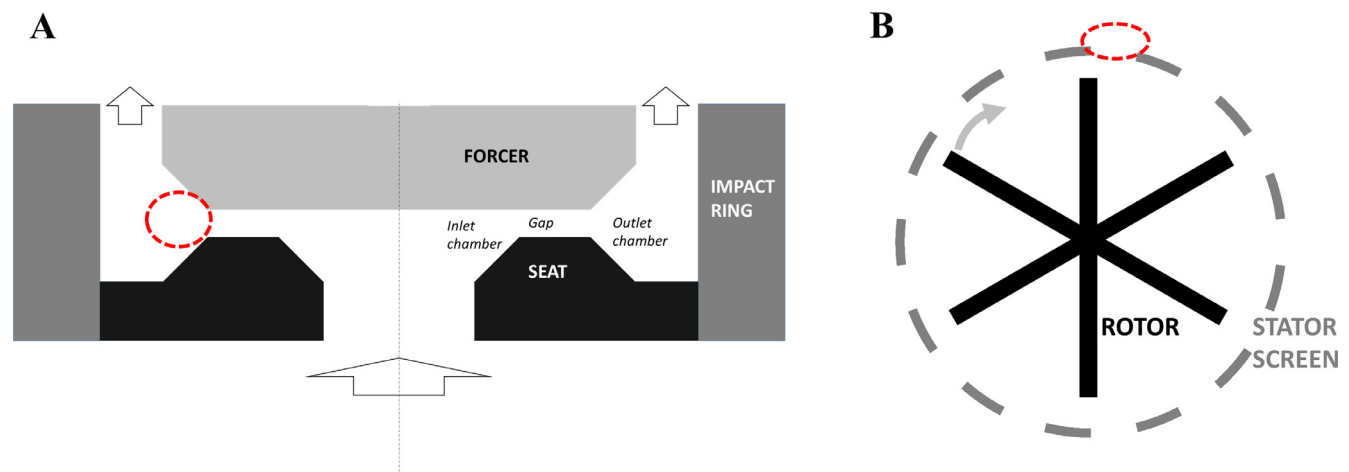 A
B
FORCER
IMPACT
RING
Inlet
chamber
Gap
Outlet
chamber
SEAT
ROTOR
STATOR
SCREEN